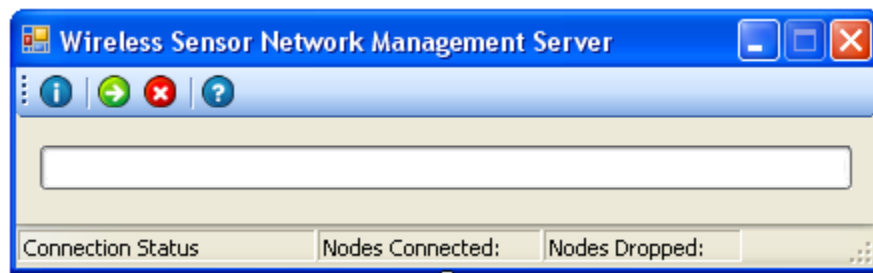 Wireless Sensor Network Management Server
Connection Status Nodes Connected: Nodes Dropped: